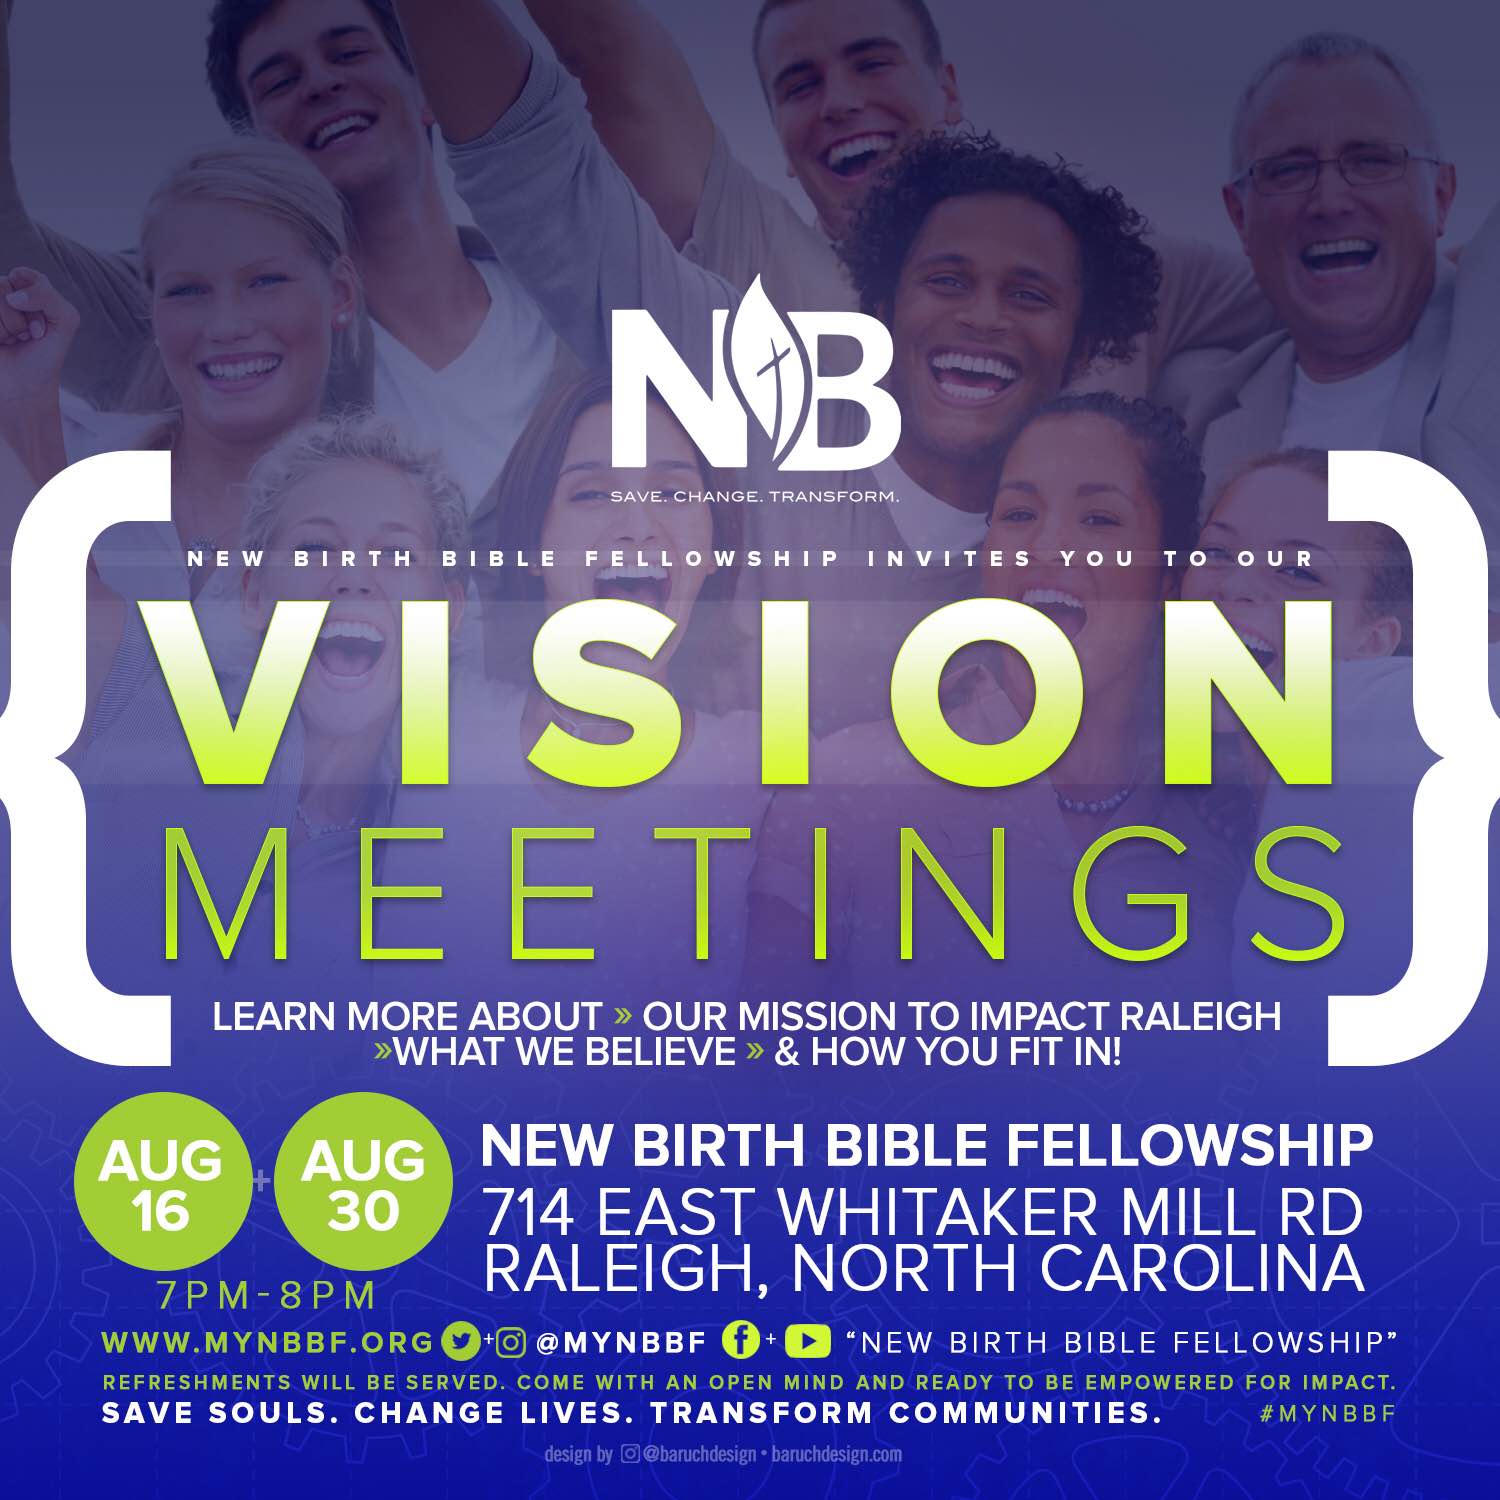 NB
SAVE. CHANGE. TRANSFORM.
NEW BIRTH BIBLE FELLOWSHIP INVITES YOU TO OUR
VISION
MEETINGS
LEARN MORE ABOUT » OUR MISSION TO IMPACT RALEIGH
»WHAT WE BELIEVE » & HOW YOU FIT IN!
AUG
16
+
AUG
30
7PM-8PM
NEW BIRTH BIBLE FELLOWSHIP
714 EAST WHITAKER MILL RD
RALEIGH, NORTH CAROLINA
WWW.MYNBBF.ORG + @MYNBBF + “NEW BIRTH BIBLE FELLOWSHIP”
REFRESHMENTS WILL BE SERVED. COME WITH AN OPEN MIND AND READY TO BE EMPOWERED FOR IMPACT.
SAVE SOULS. CHANGE LIVES. TRANSFORM COMMUNITIES. #MYNBBF
design by @baruchdesign • baruchdesign.com